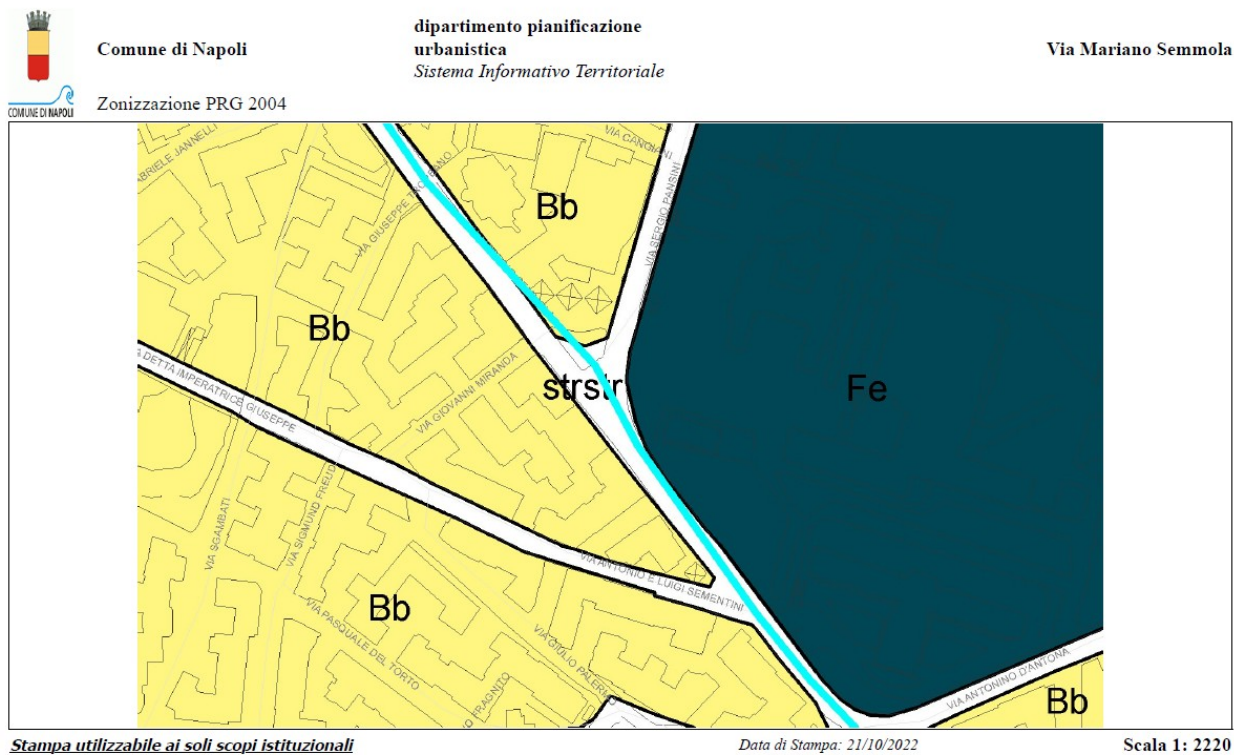 dipartimento pianificazione
urbanistica
Sistema Informativo Territoriale
Comune di Napoli
Via Mariano Semmola
COMUNE DI NAPOLI
Zonizzazione PRG 2004
VIA CANGIANI
GABRIELE JANNELLI
Bb
VIA SERGIO PANSINI
Bb
DETTA IMPERATRICE GIUSEPPE
VIA GIOVANNI MIRANDA
strstr
Fe
VIA SGAMBATI
VIA SIGMUND FREUD
VIA ANTONIO E LUIGI SEMENTINI
Bb
VIA PASQUALE DEL TORTO
VIA GIULIO PALERMO
FRAGNITO
VIA ANTONINO D'ANTONA
Bb
Stampa utilizzabile ai soli scopi istituzionali
Data di Stampa: 21/10/2022
Scala 1: 2220